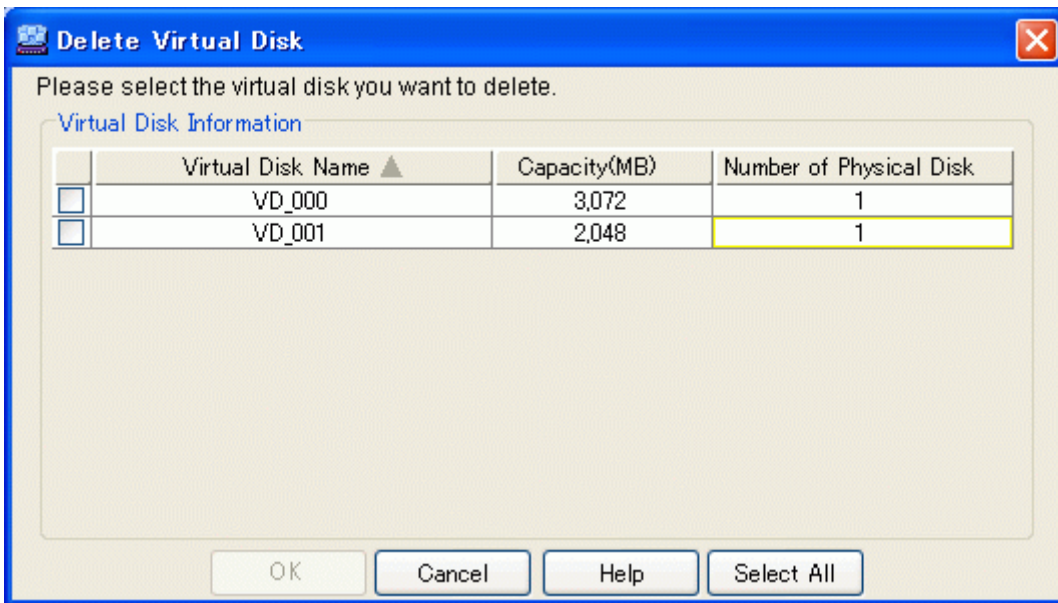 Delete Virtual Disk
Please select the virtual disk you want to delete.
Virtual Disk Information
Virtual Disk Name Capacity(MB) Number of Physical Disk
VD_000 3,072 1
VD_001 2,048 1
OK Cancel Help Select All